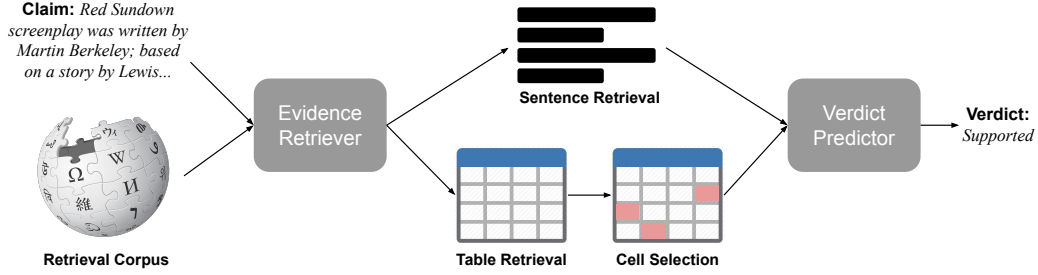 Claim: Red Sundown
screenplay was written by
Martin Berkeley; based
on a story by Lewis...
Evidence
Retriever
Sentence Retrieval
Verdict
Predictor
Verdict:
Supported
Ω
W
И
維
Retrieval Corpus
Table Retrieval
Cell Selection